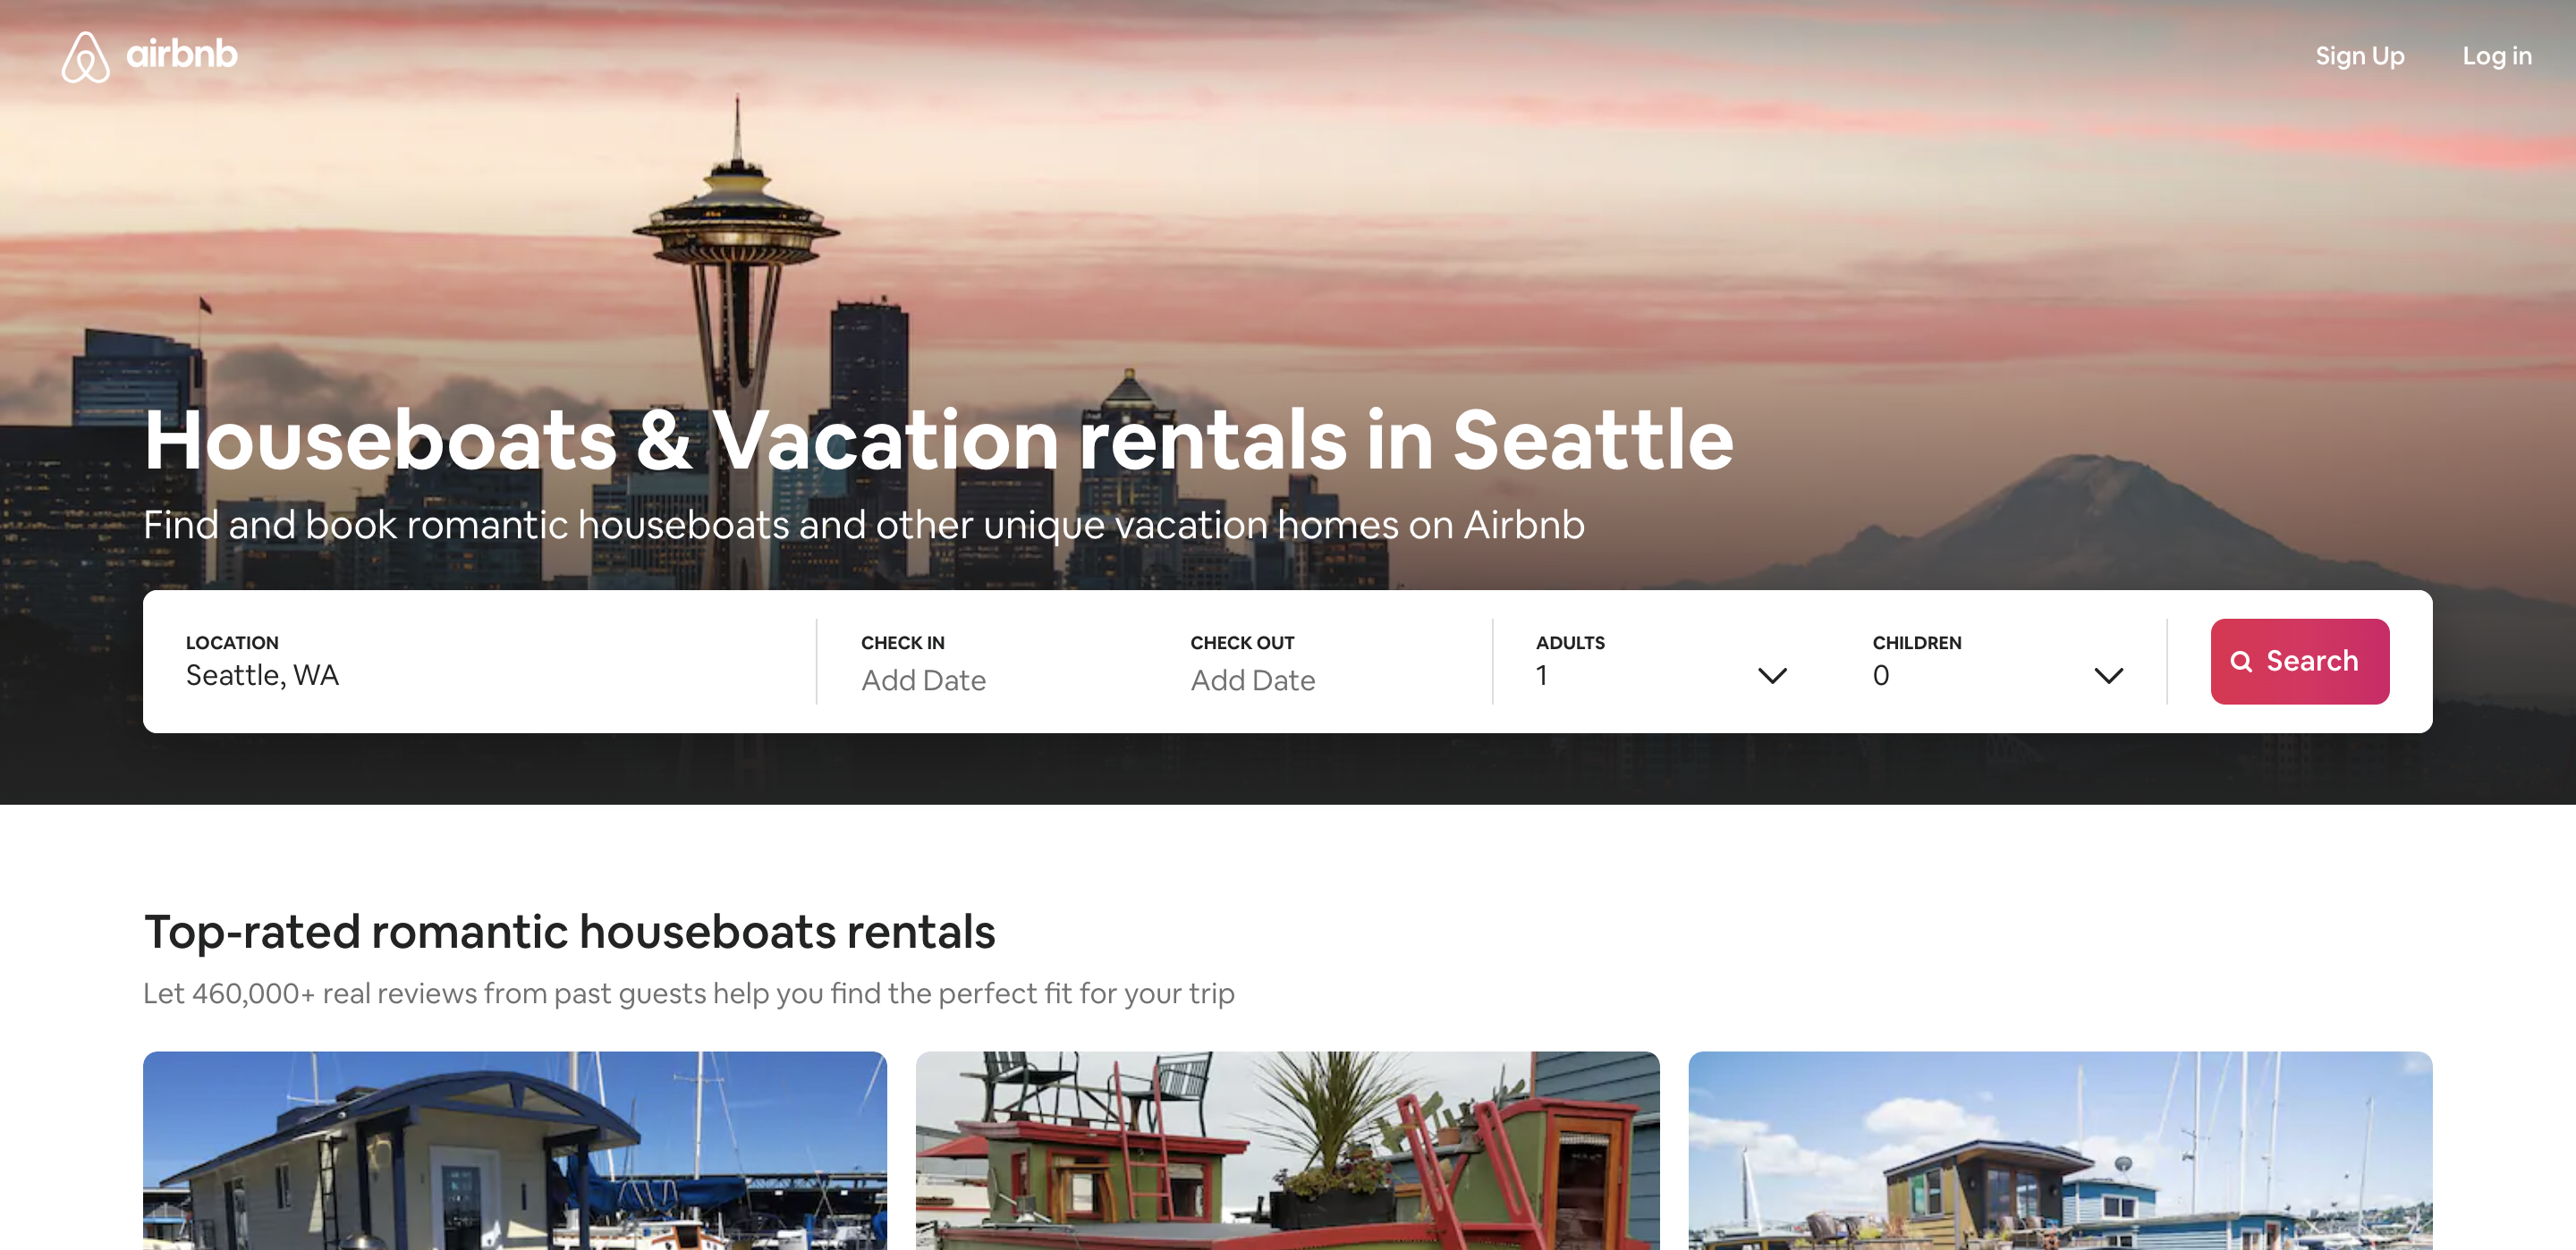 airbnb
Sign Up
Log in
Houseboats & Vacation rentals in Seattle
Find and book romantic houseboats and other unique vacation homes on Airbnb
LOCATION
Seattle, WA
CHECK IN
Add Date
CHECK OUT
Add Date
ADULTS
1
CHILDREN
0
Search
Top-rated romantic houseboats rentals
Let 460,000+ real reviews from past guests help you find the perfect fit for your trip